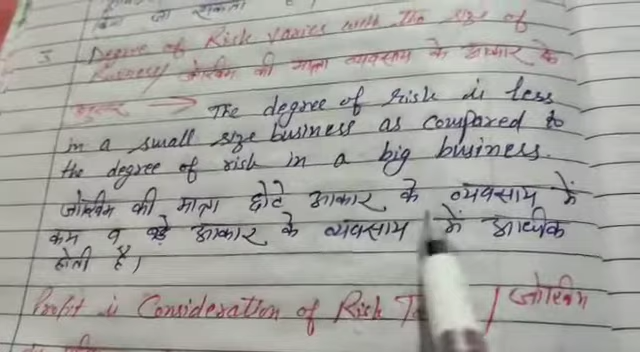 किया जा सकता
3 Degree of Risk varies with the size of
Business / जोखिम की मात्रा व्यवसाय के आकार के
अनुसार → The degree of risk is less
in a small size business as compared to
the degree of risk in a big business.
जोखिम की मात्रा छोटे आकार के व्यवसाय में
कम व बड़े आकार के व्यवसाय में अधिक
होती है।
Profit is Consideration of Risk / जोखिम